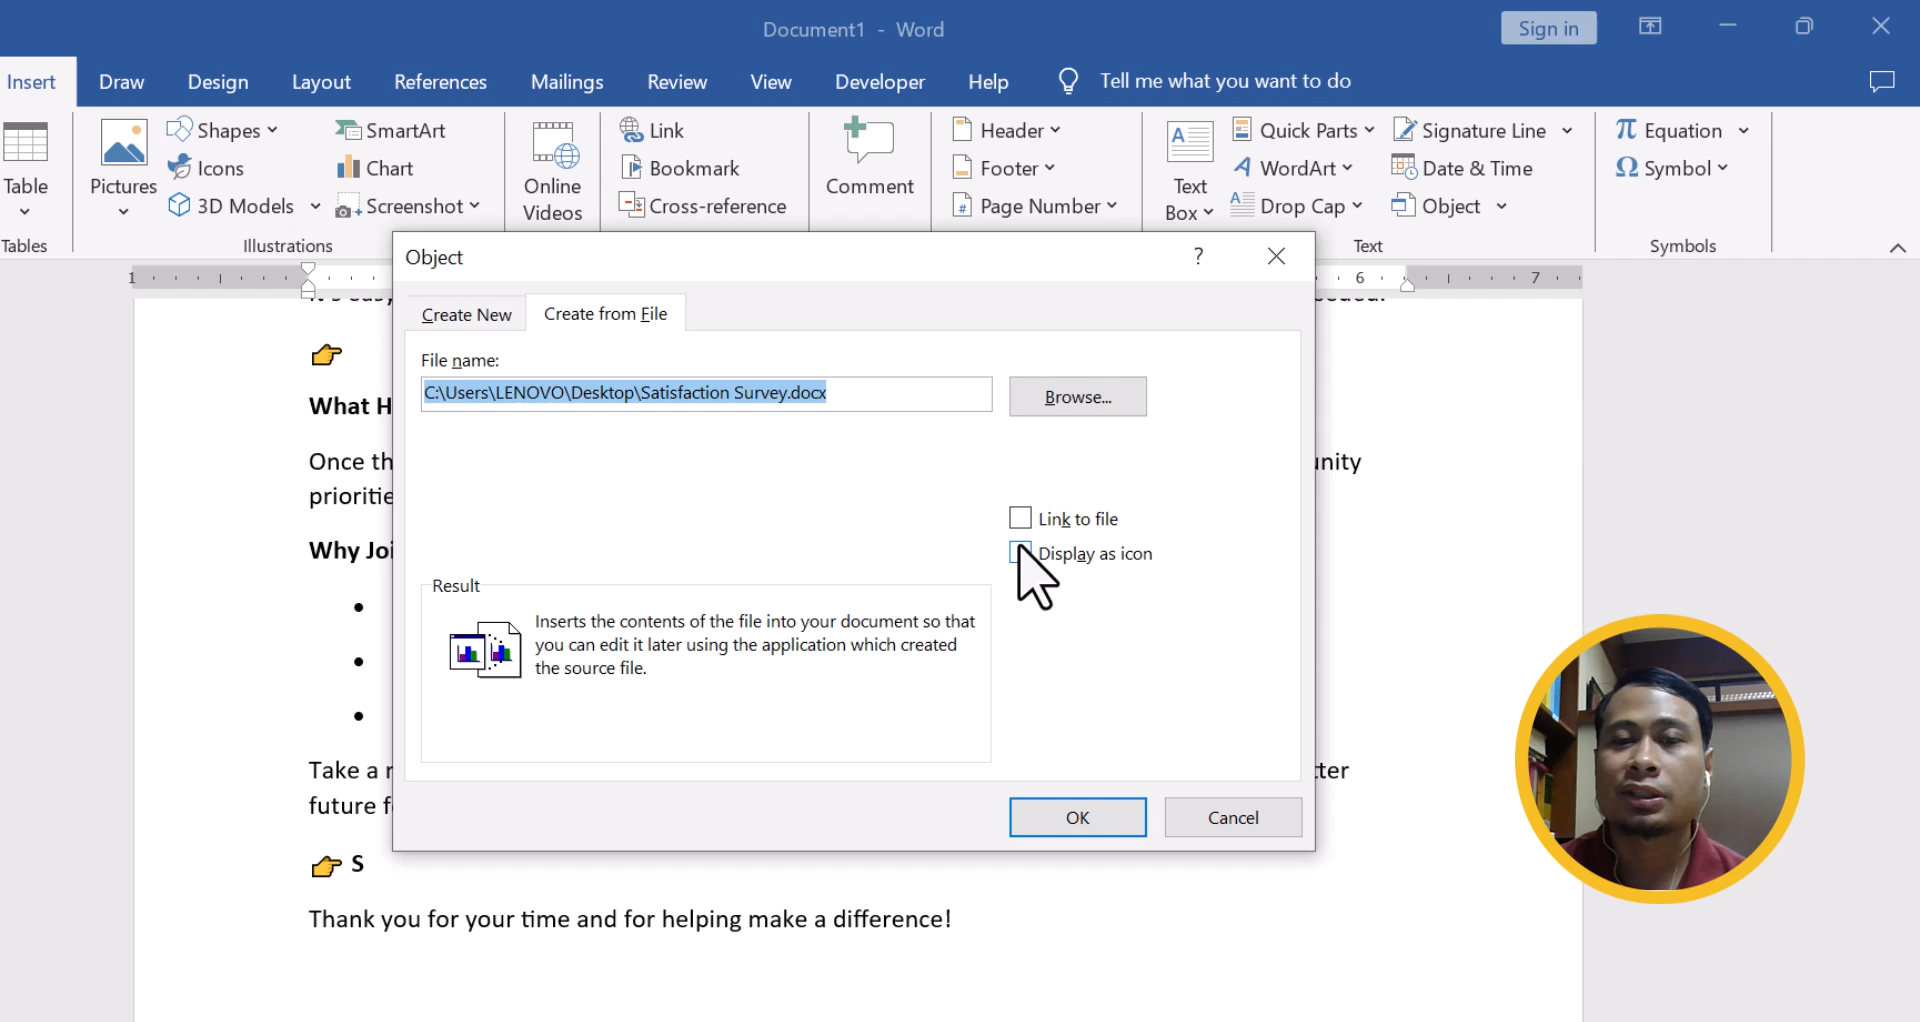 Document1 - Word
Sign in
Insert Draw Design Layout References Mailings Review View Developer Help Tell me what you want to do
Table
Tables
Pictures
Shapes
Icons
3D Models
SmartArt
Chart
Screenshot
Illustrations
Online
Videos
Link
Bookmark
Cross-reference
Comment
Header
Footer
Page Number
Text
Box
Quick Parts
WordArt
Drop Cap
Signature Line
Date & Time
Object
Text
Equation
Symbol
Symbols
1 6 7
Object ?
Create New Create from File
File name:
C:\Users\LENOVO\Desktop\Satisfaction Survey.docx Browse...
Link to file
Display as icon
Result
Inserts the contents of the file into your document so that
you can edit it later using the application which created
the source file.
OK Cancel
What H
Once th unity
prioritie
Why Joi
Take a
future f
S
Thank you for your time and for helping make a difference!